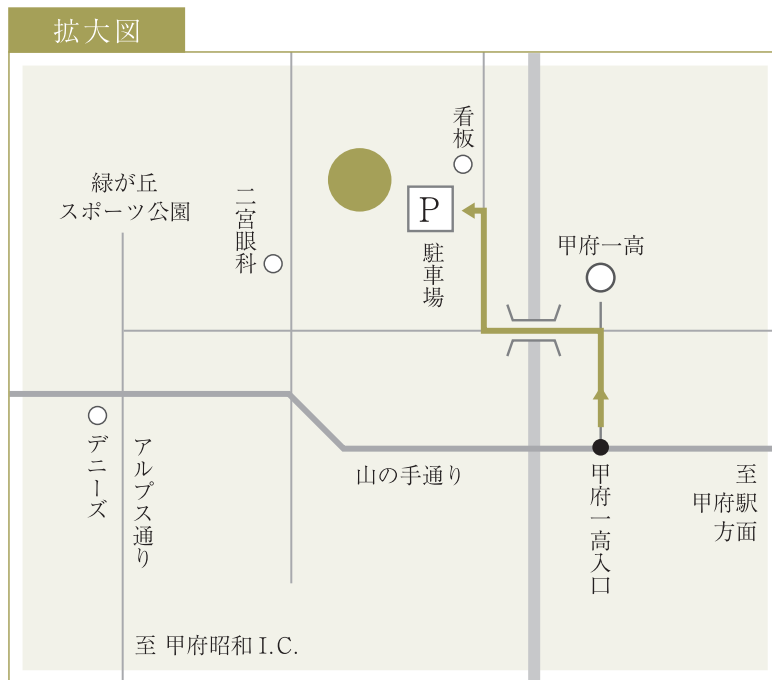 拡大図
看板
緑が丘
スポーツ公園
二宮眼科
P
駐車場
甲府一高
デニーズ
アルプス通り
山の手通り
甲府一高入口
至
甲府駅
方面
至 甲府昭和 I.C.